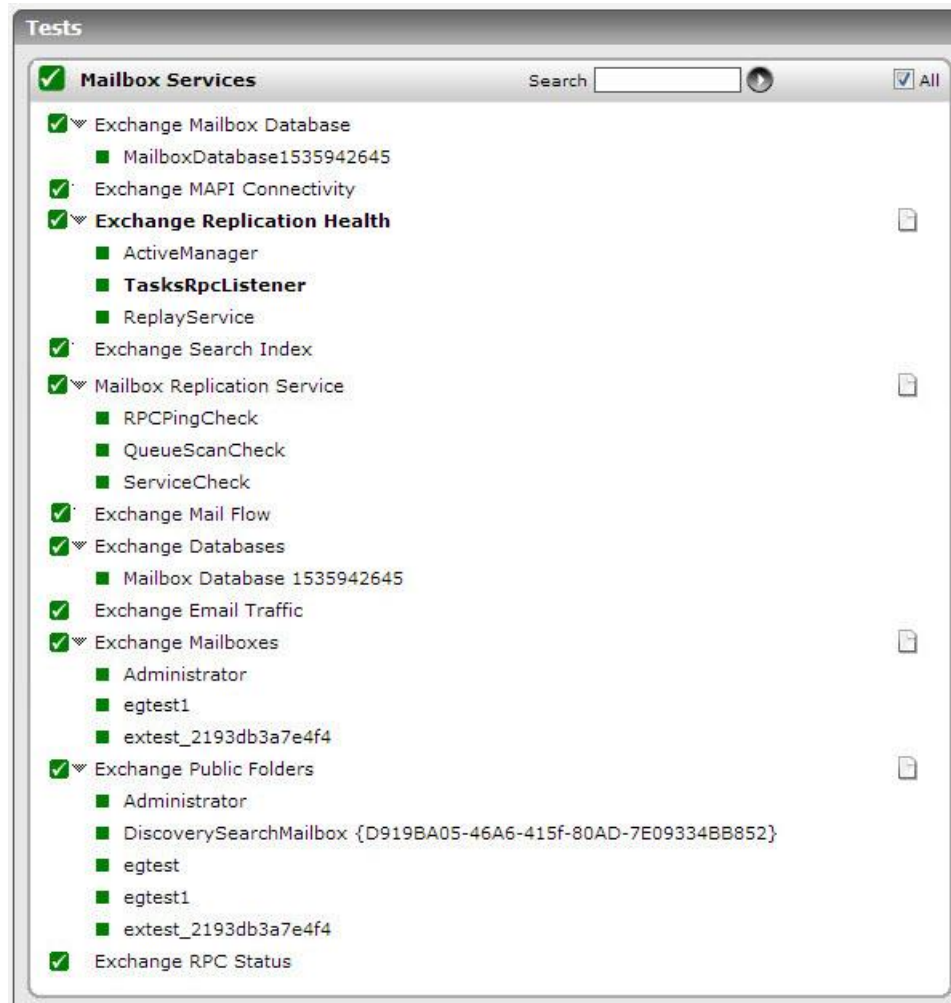 Tests
Mailbox Services Search All
Exchange Mailbox Database
MailboxDatabase1535942645
Exchange MAPI Connectivity
Exchange Replication Health
ActiveManager
TasksRpcListener
ReplayService
Exchange Search Index
Mailbox Replication Service
RPCPingCheck
QueueScanCheck
ServiceCheck
Exchange Mail Flow
Exchange Databases
Mailbox Database 1535942645
Exchange Email Traffic
Exchange Mailboxes
Administrator
egtest1
extest_2193db3a7e4f4
Exchange Public Folders
Administrator
DiscoverySearchMailbox {D919BA05-46A6-415f-80AD-7E09334BB852}
egtest
egtest1
extest_2193db3a7e4f4
Exchange RPC Status